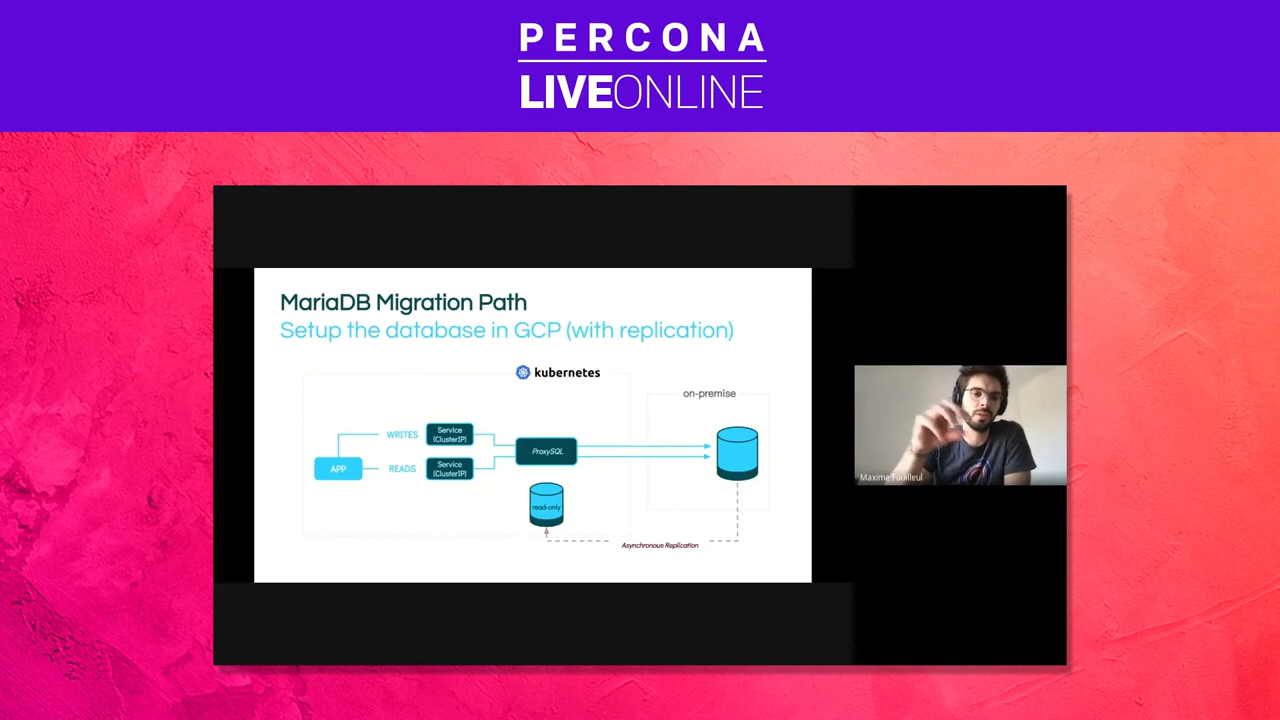 PERCONA
LIVEONLINE
MariaDB Migration Path
Setup the database in GCP (with replication)
kubernetes
on-premise
WRITES
Service
(ClusterIP)
ProxySQL
APP
READS
Service
(ClusterIP)
read-only
Asynchronous Replication
Maxime Fouilleul